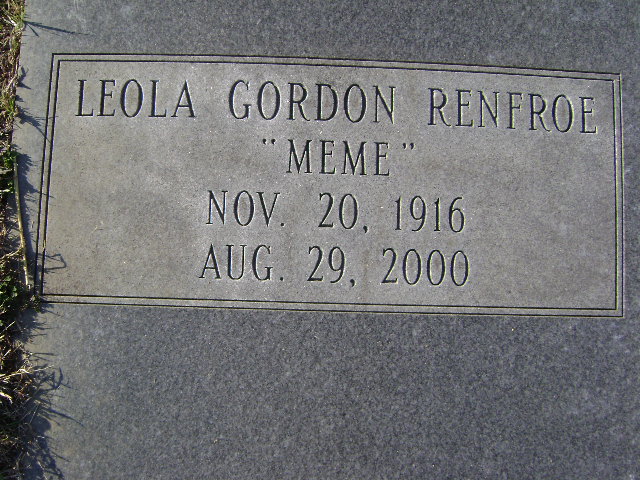 LEOLA GORDON RENFROE
"MEME"
NOV. 20, 1916
AUG. 29, 2000